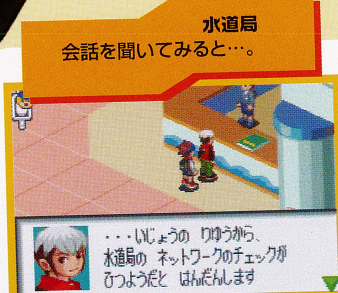 水道局
会話を聞いてみると…。
・・・いじょうの りゆうから、
水道局の ネットワークのチェックが
ひつようだと はんだんします